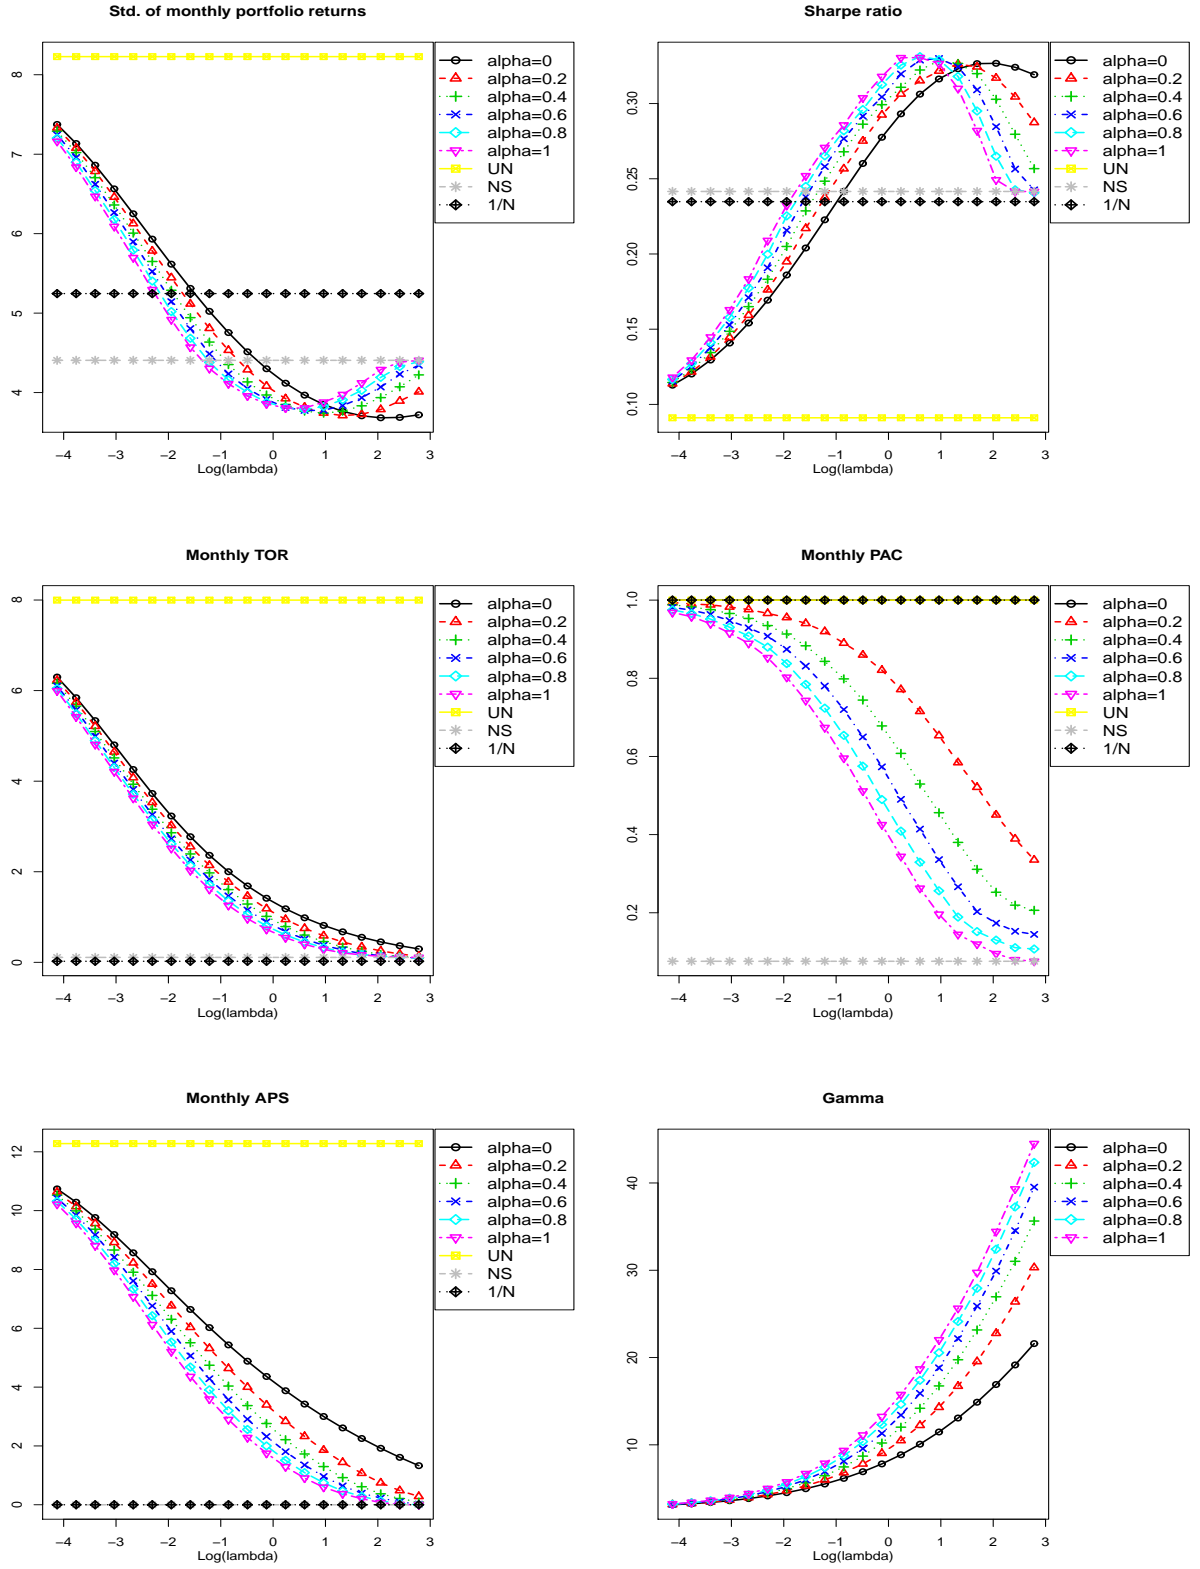 Std. of monthly portfolio returns
8
7
6
5
4
−4 −3 −2 −1 0 1 2 3
Log(lambda)
alpha=0
alpha=0.2
alpha=0.4
alpha=0.6
alpha=0.8
alpha=1
UN
NS
1/N
Sharpe ratio
0.30
0.25
0.20
0.15
0.10
−4 −3 −2 −1 0 1 2 3
Log(lambda)
alpha=0
alpha=0.2
alpha=0.4
alpha=0.6
alpha=0.8
alpha=1
UN
NS
1/N
Monthly TOR
8
6
4
2
0
−4 −3 −2 −1 0 1 2 3
Log(lambda)
alpha=0
alpha=0.2
alpha=0.4
alpha=0.6
alpha=0.8
alpha=1
UN
NS
1/N
Monthly PAC
1.0
0.8
0.6
0.4
0.2
−4 −3 −2 −1 0 1 2 3
Log(lambda)
alpha=0
alpha=0.2
alpha=0.4
alpha=0.6
alpha=0.8
alpha=1
UN
NS
1/N
Monthly APS
12
10
8
6
4
2
0
−4 −3 −2 −1 0 1 2 3
Log(lambda)
alpha=0
alpha=0.2
alpha=0.4
alpha=0.6
alpha=0.8
alpha=1
UN
NS
1/N
Gamma
40
30
20
10
−4 −3 −2 −1 0 1 2 3
Log(lambda)
alpha=0
alpha=0.2
alpha=0.4
alpha=0.6
alpha=0.8
alpha=1